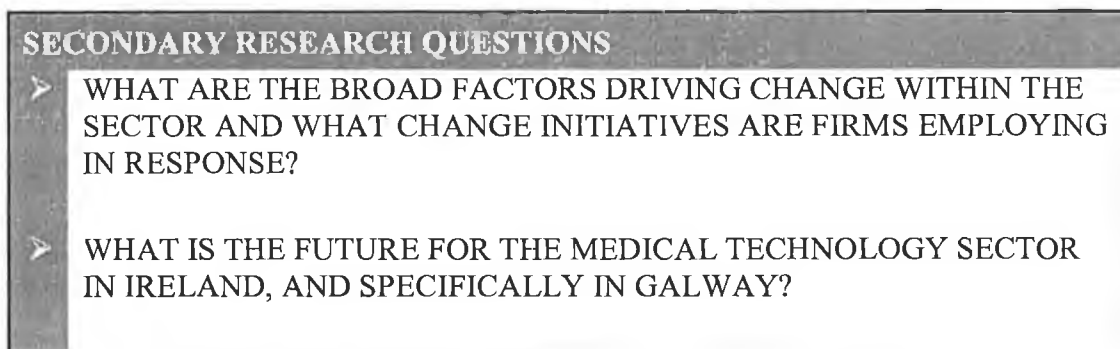 SECONDARY RESEARCH QUESTIONS
➢ WHAT ARE THE BROAD FACTORS DRIVING CHANGE WITHIN THE
SECTOR AND WHAT CHANGE INITIATIVES ARE FIRMS EMPLOYING
IN RESPONSE?
➢ WHAT IS THE FUTURE FOR THE MEDICAL TECHNOLOGY SECTOR
IN IRELAND, AND SPECIFICALLY IN GALWAY?